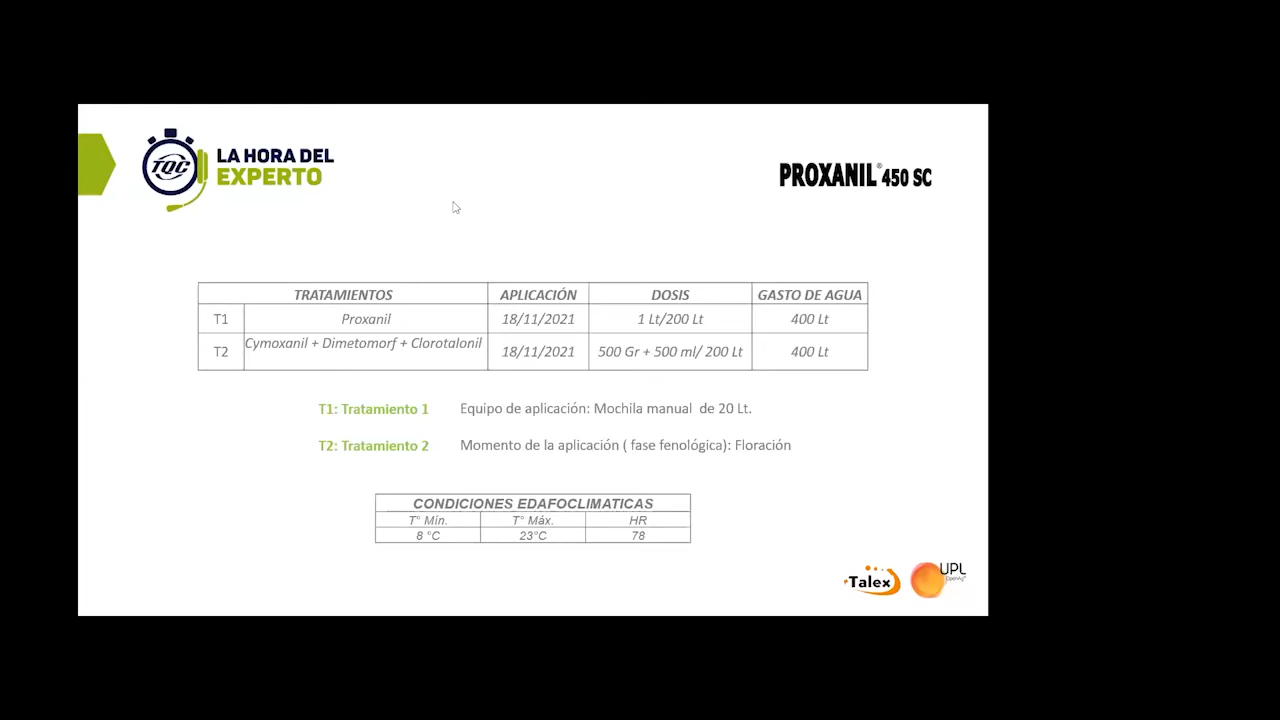 TQC
LA HORA DEL
EXPERTO
PROXANIL® 450 SC
TRATAMIENTOS APLICACIÓN DOSIS GASTO DE AGUA
T1 Proxanil 18/11/2021 1 Lt/200 Lt 400 Lt
T2 Cymoxanil + Dimetomorf + Clorotalonil 18/11/2021 500 Gr + 500 ml/ 200 Lt 400 Lt
T1: Tratamiento 1 Equipo de aplicación: Mochila manual de 20 Lt.
T2: Tratamiento 2 Momento de la aplicación ( fase fenológica): Floración
CONDICIONES EDAFOCLIMATICAS
T° Mín. T° Máx. HR
8 °C 23°C 78
Talex
UPL
OpenAg